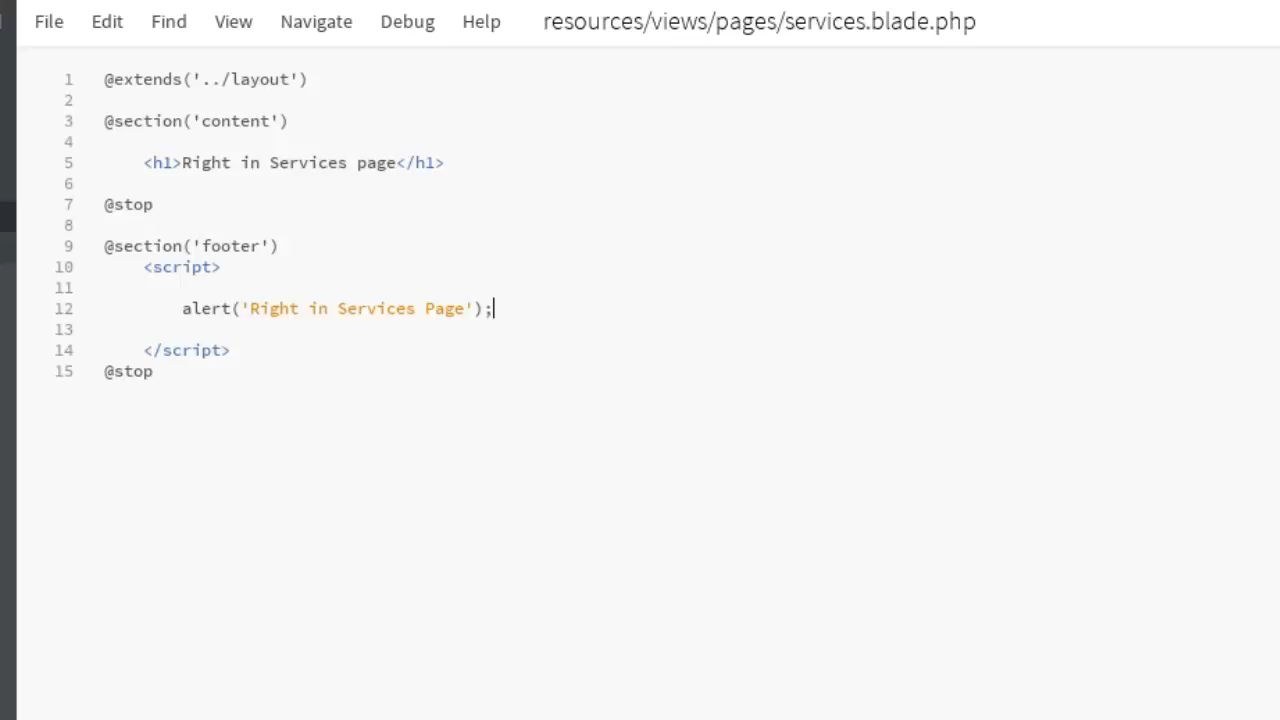 File Edit Find View Navigate Debug Help resources/views/pages/services.blade.php
1 @extends('../layout')
2
3 @section('content')
4
5 <h1>Right in Services page</h1>
6
7 @stop
8
9 @section('footer')
10 <script>
11
12 alert('Right in Services Page');
13
14 </script>
15 @stop